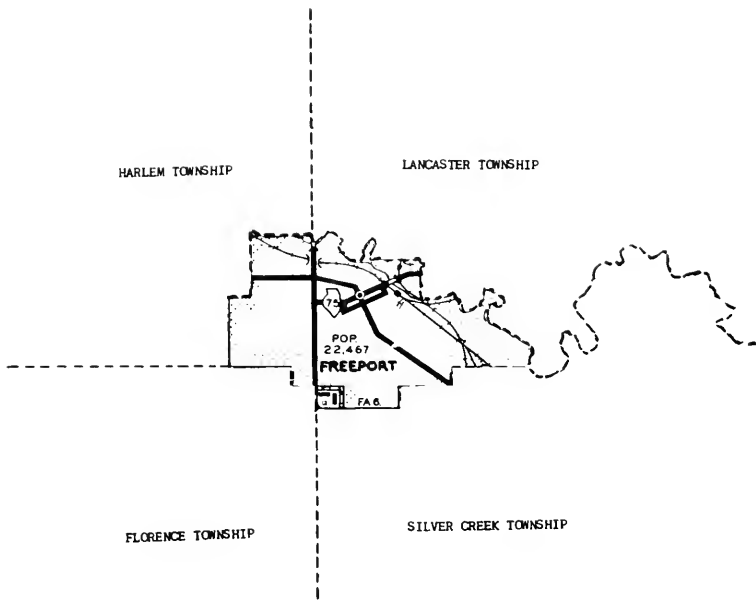 HARLEM TOWNSHIP
LANCASTER TOWNSHIP
75
POP.
22,467
FREEPORT
FA 6.
FLORENCE TOWNSHIP
SILVER CREEK TOWNSHIP